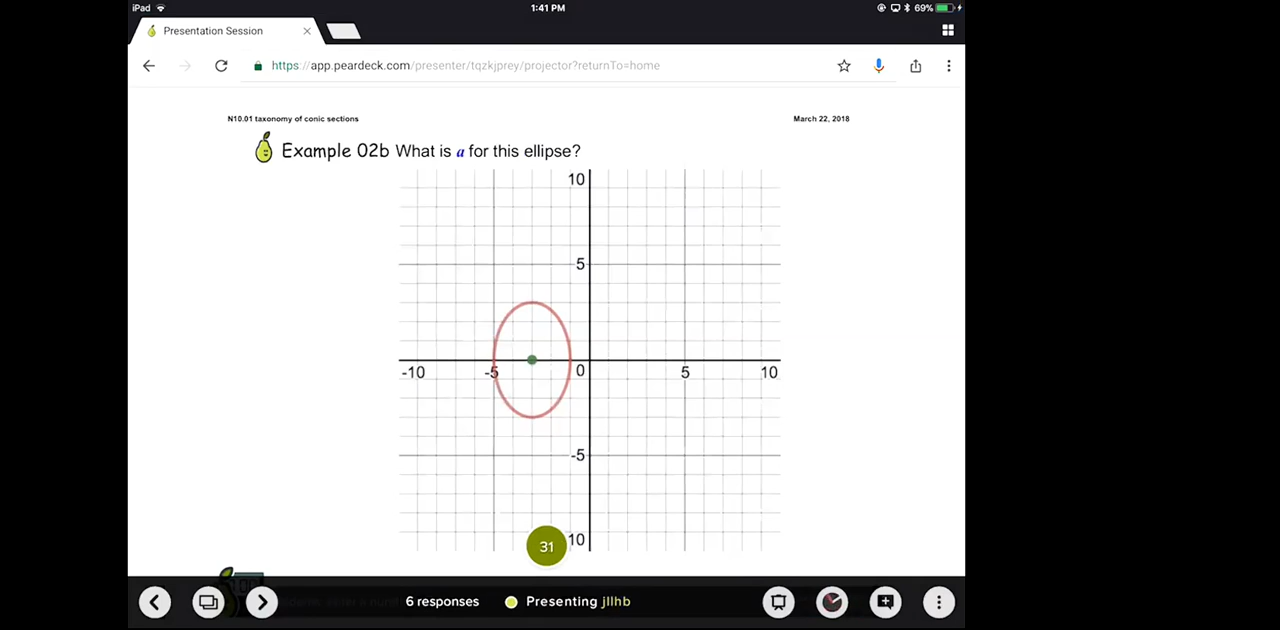 iPad 1:41 PM 69%
Presentation Session
https://app.peardeck.com/presenter/tqzkjprey/projector?returnTo=home
N10.01 taxonomy of conic sections March 22, 2018
Example 02b What is a for this ellipse?
10
5
-10 -5 0 5 10
-5
10
31
6 responses Presenting jllhb